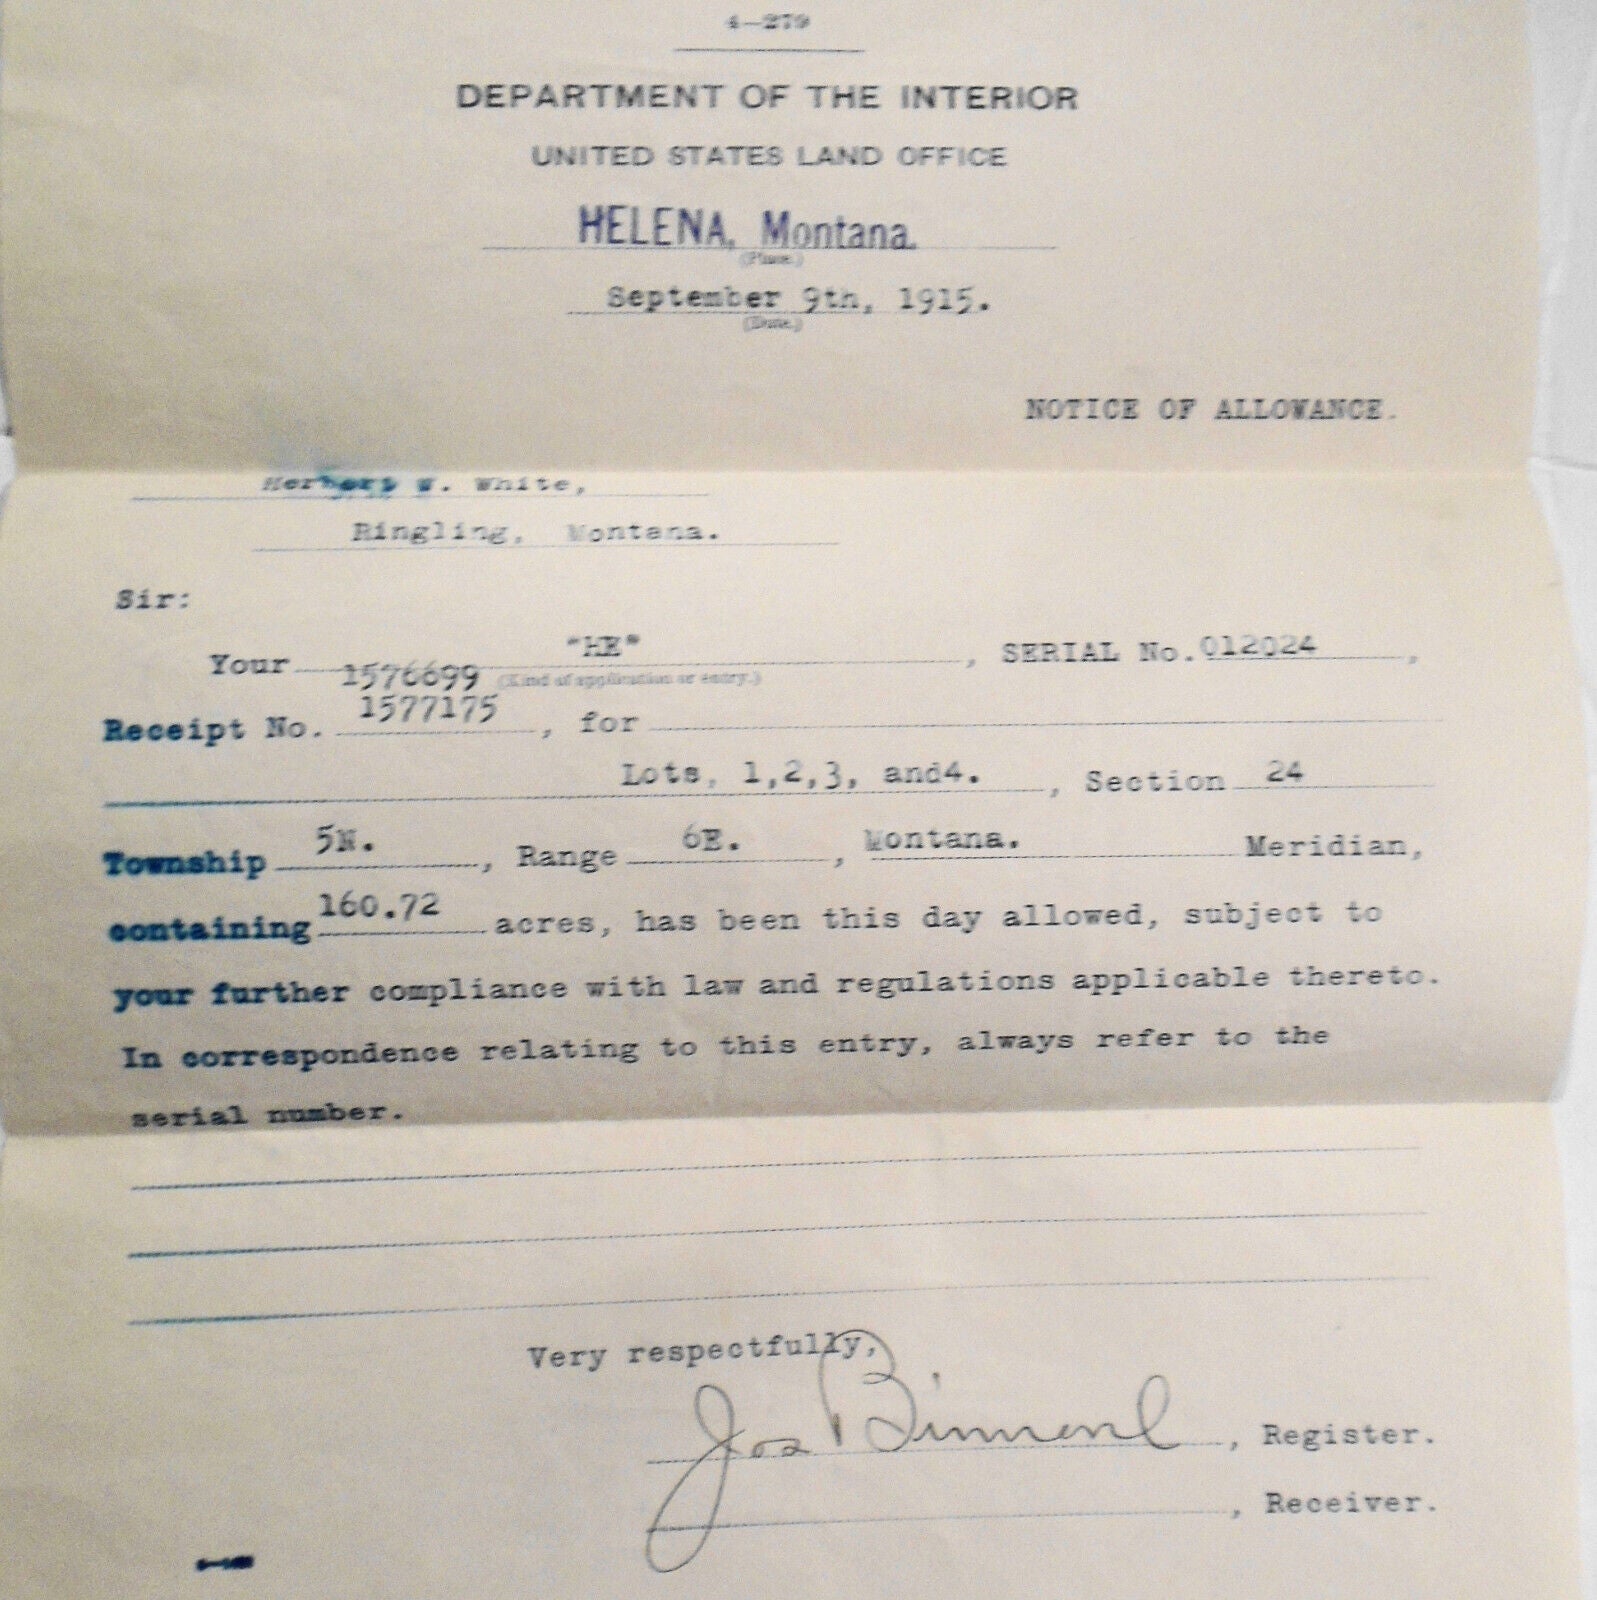 4—279
DEPARTMENT OF THE INTERIOR
UNITED STATES LAND OFFICE
HELENA, Montana.
(Place.)
September 9th, 1915.
(Date.)
NOTICE OF ALLOWANCE.
Herbert W. White,
Ringling, Montana.
Sir:
Your "HE", SERIAL No. 012024,
1576699 (Kind of application or entry.)
1577175
Receipt No. , for
Lots, 1,2,3, and4. , Section 24
Township 5N. , Range 6E. , Montana. Meridian,
containing 160.72 acres, has been this day allowed, subject to
your further compliance with law and regulations applicable thereto.
In correspondence relating to this entry, always refer to the
serial number.
Very respectfully,
Jos , Register.
, Receiver.